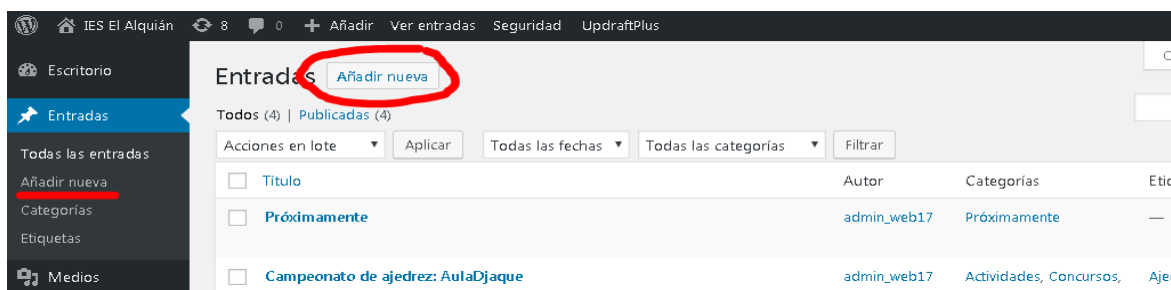 IES El Alquián 8 0 + Añadir Ver entradas Seguridad UpdraftPlus
Escritorio
Entradas Añadir nueva
Entradas
Todos (4) | Publicadas (4)
Acciones en lote Aplicar Todas las fechas Todas las categorías Filtrar
Todas las entradas
Añadir nueva
Título Autor Categorías
Categorías
Próximamente admin_web17 Próximamente —
Etiquetas
Medios
Campeonato de ajedrez: AulaDjaque admin_web17 Actividades, Concursos,